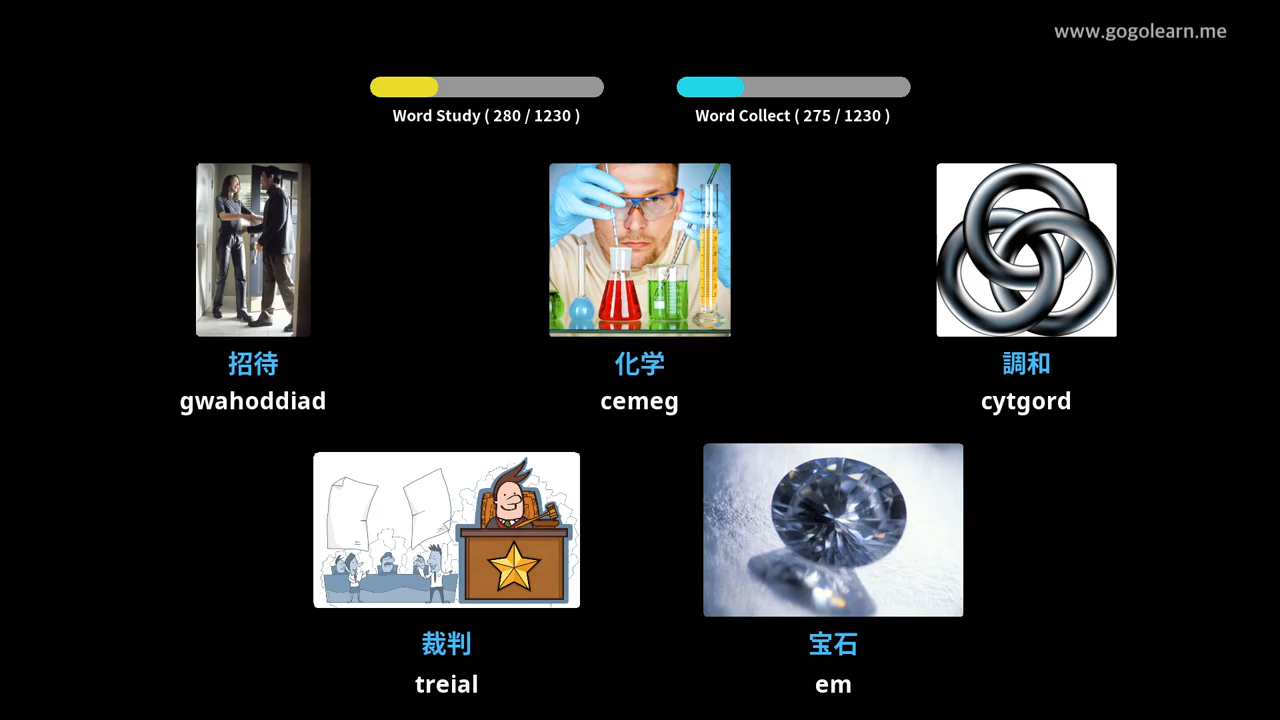 www.gogolearn.me
Word Study ( 280 / 1230 )
Word Collect ( 275 / 1230 )
招待
gwahoddiad
化学
cemeg
調和
cytgord
裁判
treial
宝石
em